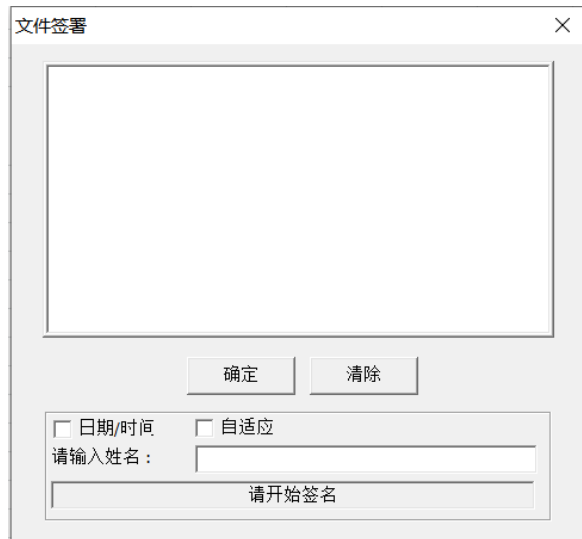 文件签署
确定 清除
日期/时间 自适应
请输入姓名：
请开始签名